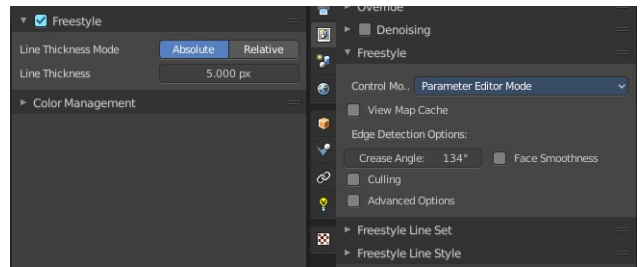 Freestyle
Line Thickness Mode Absolute Relative
Line Thickness 5.000 px
Color Management
Override
Denoising
Freestyle
Control Mo.. Parameter Editor Mode
View Map Cache
Edge Detection Options:
Crease Angle: 134° Face Smoothness
Culling
Advanced Options
Freestyle Line Set
Freestyle Line Style